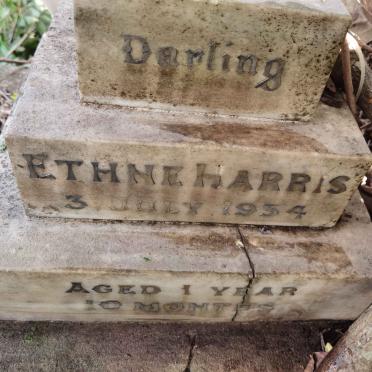 Darling
ETHNE HARRIS
3 JULY 1934
AGED 1 YEAR
10 MONTHS